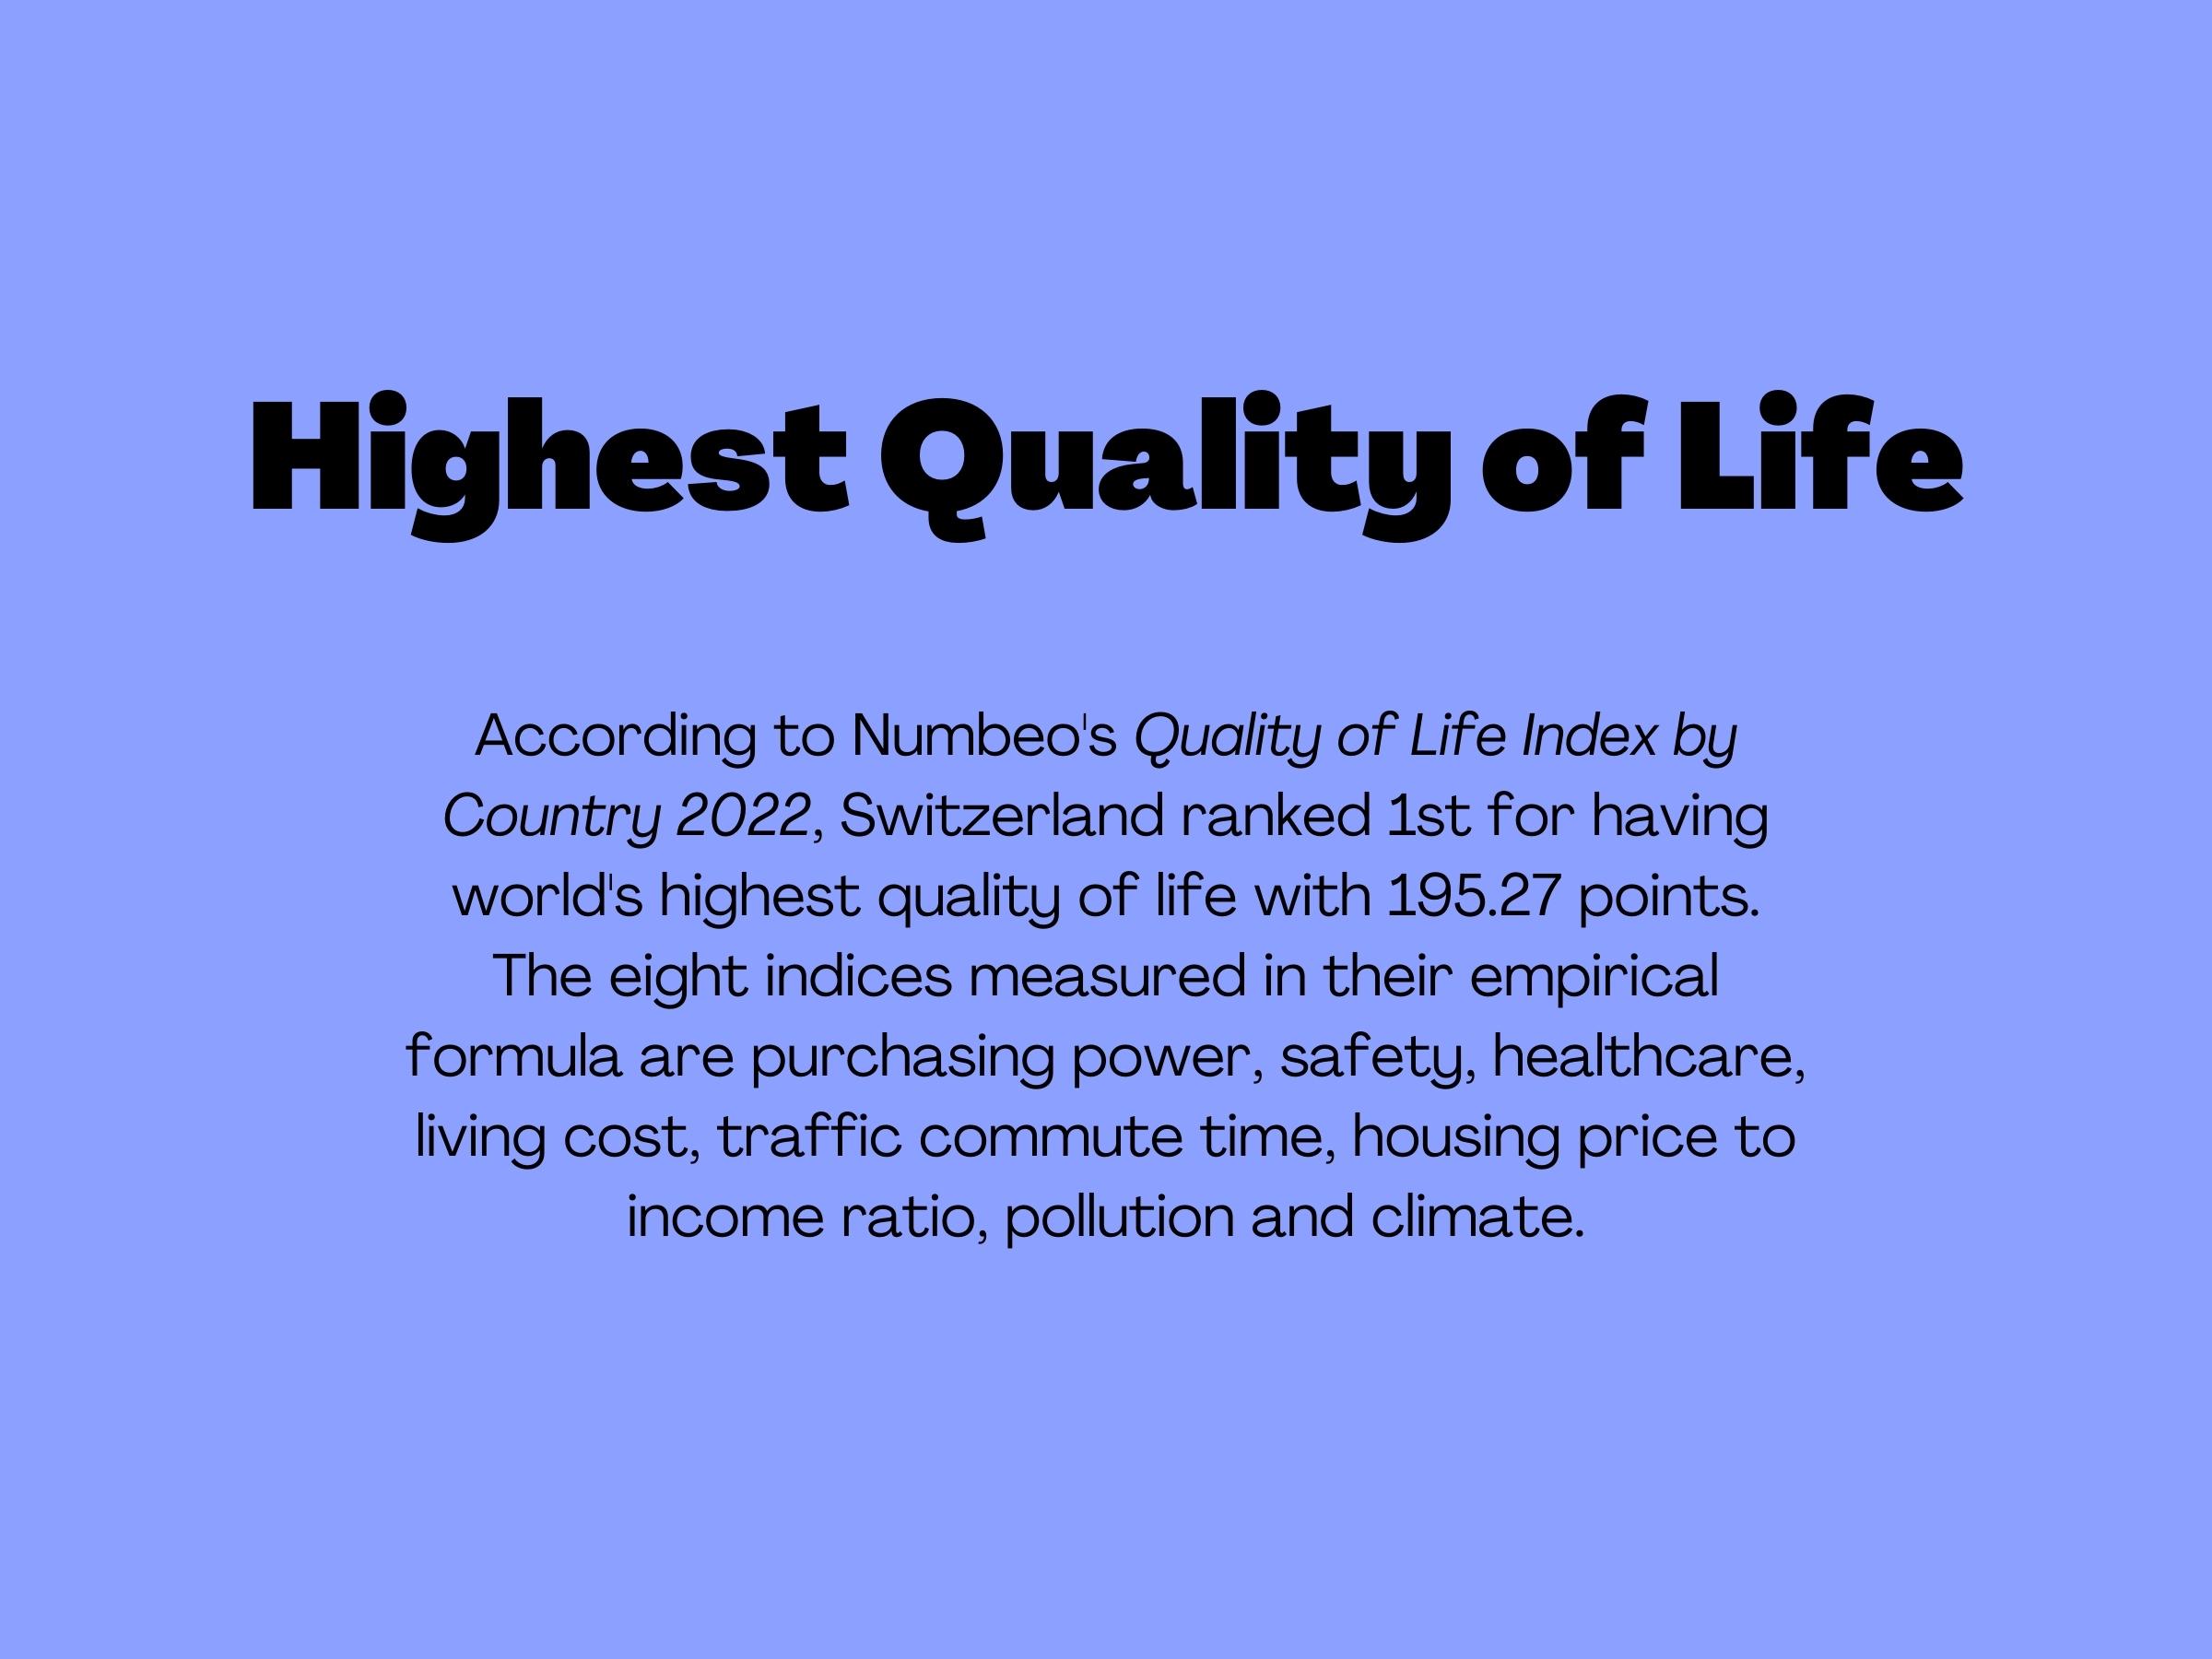 Highest Quality of Life
According to Numbeo's Quality of Life Index by
Country 2022, Switzerland ranked 1st for having
world's highest quality of life with 195.27 points.
The eight indices measured in their empirical
formula are purchasing power, safety, healthcare,
living cost, traffic commute time, housing price to
income ratio, pollution and climate.